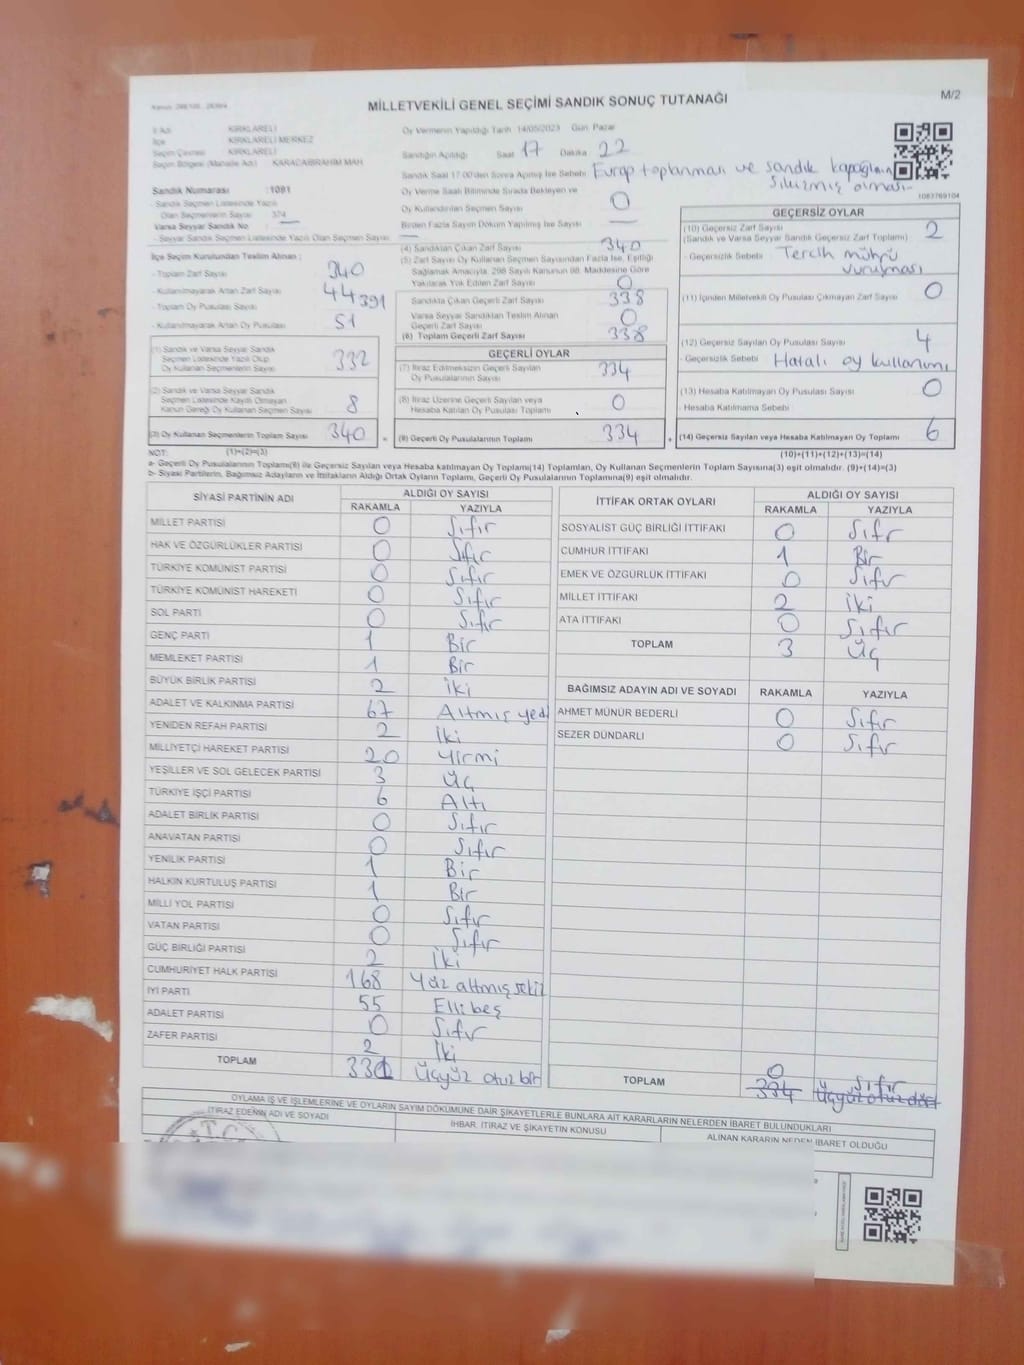 Kanun: 298/105 - 2839/4
MİLLETVEKİLİ GENEL SEÇİMİ SANDIK SONUÇ TUTANAĞI
M/2
İl Adı KIRKLARELİ
İlçe KIRKLARELİ MERKEZ
Seçim Çevresi KIRKLARELİ
Seçim Bölgesi (Mahalle Adı) KARACAİBRAHİM MAH
Sandık Numarası : 1091
- Sandık Seçmen Listesinde Yazılı
Olan Seçmenlerin Sayısı 374
Varsa Seyyar Sandık No
- Seyyar Sandık Seçmen Listesinde Yazılı Olan Seçmen Sayısı
İlçe Seçim Kurulundan Teslim Alınan ;
- Toplam Zarf Sayısı 340
- Kullanılmayarak Artan Zarf Sayısı 44
- Toplam Oy Pusulası Sayısı 391
- Kullanılmayarak Artan Oy Pusulası 51
(1) Sandık ve Varsa Seyyar Sandık
Seçmen Listesinde Yazılı Olup
Oy Kullanan Seçmenlerin Sayısı 332
(2) Sandık ve Varsa Seyyar Sandık
Seçmen Listesinde Kayıtlı Olmayan
Kanun Gereği Oy Kullanan Seçmen Sayısı 8
(3) Oy Kullanan Seçmenlerin Toplam Sayısı 340 =
Oy Vermenin Yapıldığı Tarih 14/05/2023 Gün Pazar
Sandığın Açıldığı Saat 17 Dakika 22
Sandık Saat 17:00'den Sonra Açılmış İse Sebebi Evrap toplanması ve sandık kapağının
sıkızmış olması
Oy Verme Saati Bitiminde Sırada Bekleyen ve
Oy Kullandırılan Seçmen Sayısı 0
Birden Fazla Sayım Döküm Yapılmış İse Sayısı
(4) Sandıktan Çıkan Zarf Sayısı 340
(5) Zarf Sayısı Oy Kullanan Seçmen Sayısından Fazla İse, Eşitliği
Sağlamak Amacıyla, 298 Sayılı Kanunun 98. Maddesine Göre
Yakılarak Yok Edilen Zarf Sayısı 0
Sandıkta Çıkan Geçerli Zarf Sayısı 338
Varsa Seyyar Sandıktan Teslim Alınan
Geçerli Zarf Sayısı 0
(6) Toplam Geçerli Zarf Sayısı 338
GEÇERLİ OYLAR
(7) İtiraz Edilmeksizin Geçerli Sayılan
Oy Pusulalarının Sayısı 334
(8) İtiraz Üzerine Geçerli Sayılan veya
Hesaba Katılan Oy Pusulası Toplamı 0
(9) Geçerli Oy Pusulalarının Toplamı 334 +
1083769104
GEÇERSİZ OYLAR
(10) Geçersiz Zarf Sayısı 2
(Sandık ve Varsa Seyyar Sandık Geçersiz Zarf Toplamı)
- Geçersizlik Sebebi Tercih mührü
vurulması
(11) İçinden Milletvekili Oy Pusulası Çıkmayan Zarf Sayısı 0
(12) Geçersiz Sayılan Oy Pusulası Sayısı 4
Geçersizlik Sebebi Hatalı oy kullanımı
(13) Hesaba Katılmayan Oy Pusulası Sayısı 0
- Hesaba Katılmama Sebebi
(14) Geçersiz Sayılan veya Hesaba Katılmayan Oy Toplamı 6
NOT: (1)+(2)=(3) (10)+(11)+(12)+(13)=(14)
a- Geçerli Oy Pusulalarının Toplamı(9) ile Geçersiz Sayılan veya Hesaba katılmayan Oy Toplamı(14) Toplamları, Oy Kullanan Seçmenlerin Toplam Sayısına(3) eşit olmalıdır. (9)+(14)=(3)
b- Siyasi Partilerin, Bağımsız Adayların ve İttifakların Aldığı Ortak Oyların Toplamı, Geçerli Oy Pusulalarının Toplamına(9) eşit olmalıdır.
SİYASİ PARTİNİN ADI ALDIĞI OY SAYISI
RAKAMLA YAZIYLA
MİLLET PARTİSİ 0 Sıfır
HAK VE ÖZGÜRLÜKLER PARTİSİ 0 Sıfır
TÜRKİYE KOMÜNİST PARTİSİ 0 Sıfır
TÜRKİYE KOMÜNİST HAREKETİ 0 Sıfır
SOL PARTİ 0 Sıfır
GENÇ PARTİ 1 Bir
MEMLEKET PARTİSİ 1 Bir
BÜYÜK BİRLİK PARTİSİ 2 İki
ADALET VE KALKINMA PARTİSİ 67 Altmış yedi
YENİDEN REFAH PARTİSİ 2 İki
MİLLİYETÇİ HAREKET PARTİSİ 20 Yirmi
YEŞİLLER VE SOL GELECEK PARTİSİ 3 Üç
TÜRKİYE İŞÇİ PARTİSİ 6 Altı
ADALET BİRLİK PARTİSİ 0 Sıfır
ANAVATAN PARTİSİ 0 Sıfır
YENİLİK PARTİSİ 1 Bir
HALKIN KURTULUŞ PARTİSİ 1 Bir
MİLLİ YOL PARTİSİ 0 Sıfır
VATAN PARTİSİ 0 Sıfır
GÜÇ BİRLİĞİ PARTİSİ 2 İki
CUMHURİYET HALK PARTİSİ 168 Yüz altmış sekiz
İYİ PARTİ 55 Elli beş
ADALET PARTİSİ 0 Sıfır
ZAFER PARTİSİ 2 İki
TOPLAM 331 Üçyüz otuz bir
İTTİFAK ORTAK OYLARI ALDIĞI OY SAYISI
RAKAMLA YAZIYLA
SOSYALİST GÜÇ BİRLİĞİ İTTİFAKI 0 Sıfır
CUMHUR İTTİFAKI 1 Bir
EMEK VE ÖZGÜRLÜK İTTİFAKI 0 Sıfır
MİLLET İTTİFAKI 2 İki
ATA İTTİFAKI 0 Sıfır
TOPLAM 3 Üç
BAĞIMSIZ ADAYIN ADI VE SOYADI RAKAMLA YAZIYLA
AHMET MÜNÜR BEDERLİ 0 Sıfır
SEZER DÜNDARLI 0 Sıfır
0 Sıfır
TOPLAM 334 Üçyüz otuz dört
OYLAMA İŞ VE İŞLEMLERİNE VE OYLARIN SAYIM DÖKÜMÜNE DAİR ŞİKAYETLERLE BUNLARA AİT KARARLARIN NELERDEN İBARET BULUNDUKLARI
İTİRAZ EDENİN ADI VE SOYADI İHBAR, İTİRAZ VE ŞİKAYETİN KONUSU ALINAN KARARIN NEDEN İBARET OLDUĞU
T.C.